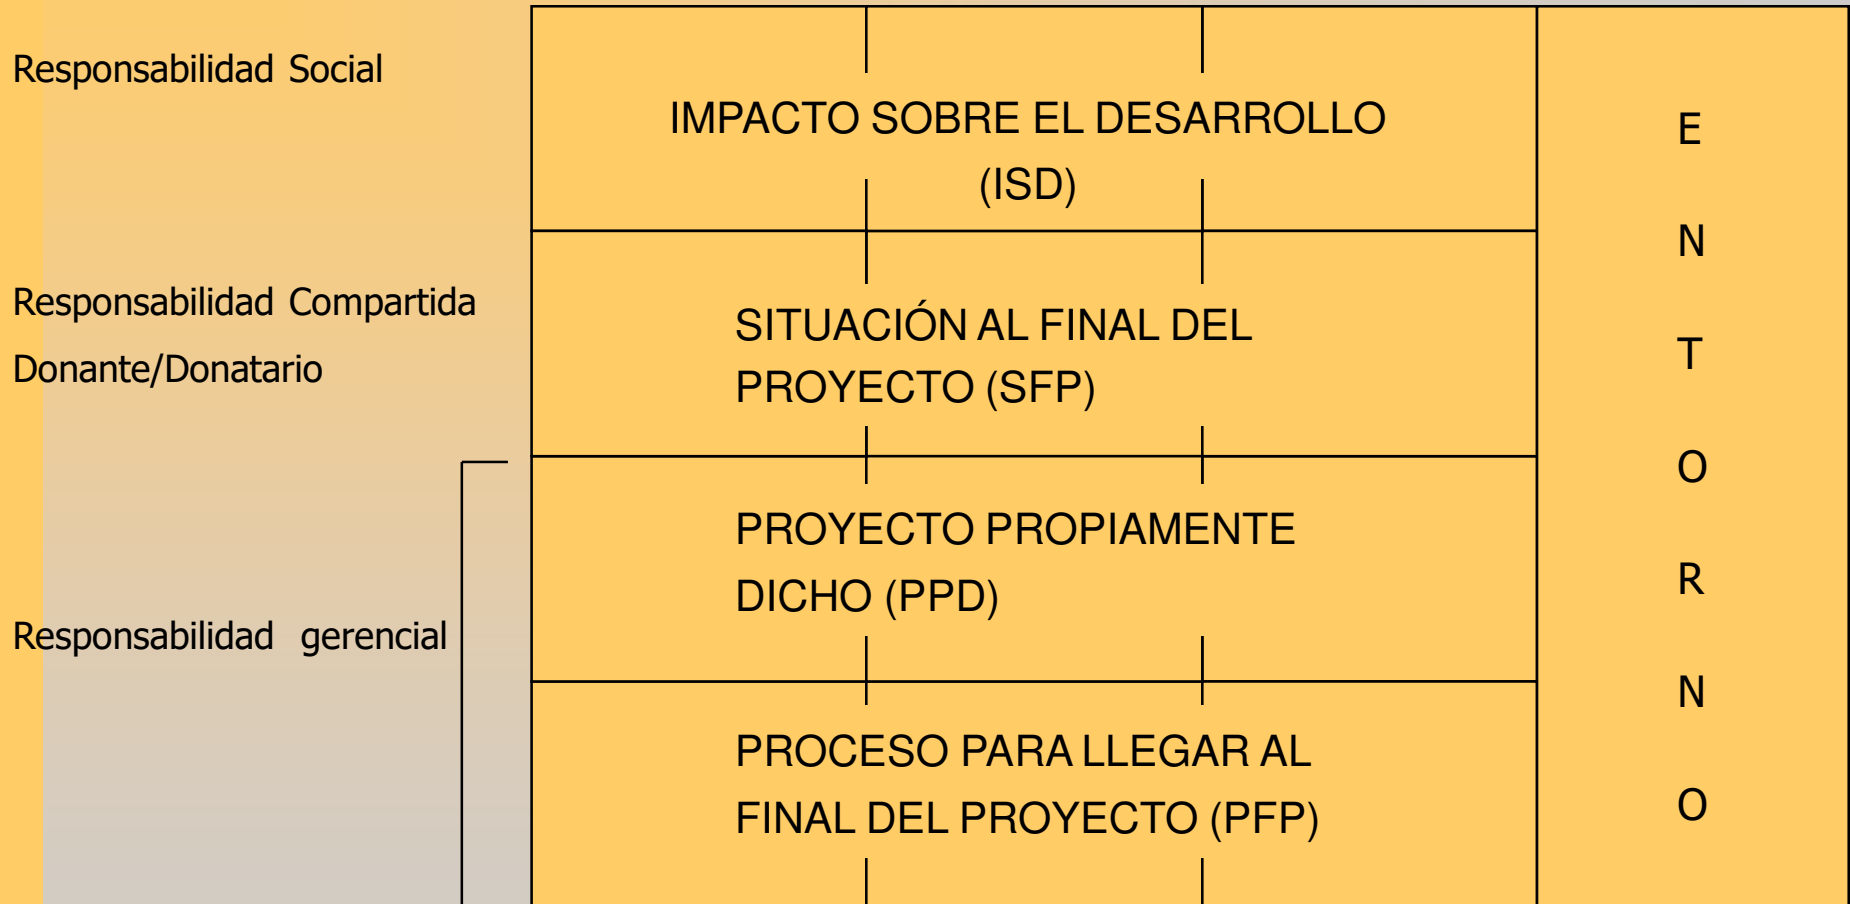 Responsabilidad Social
IMPACTO SOBRE EL DESARROLLO
(ISD)
Responsabilidad Compartida
Donante/Donatario
SITUACIÓN AL FINAL DEL
PROYECTO (SFP)
PROYECTO PROPIAMENTE
DICHO (PPD)
Responsabilidad gerencial
PROCESO PARA LLEGAR AL
FINAL DEL PROYECTO (PFP)
E
N
T
O
R
N
O